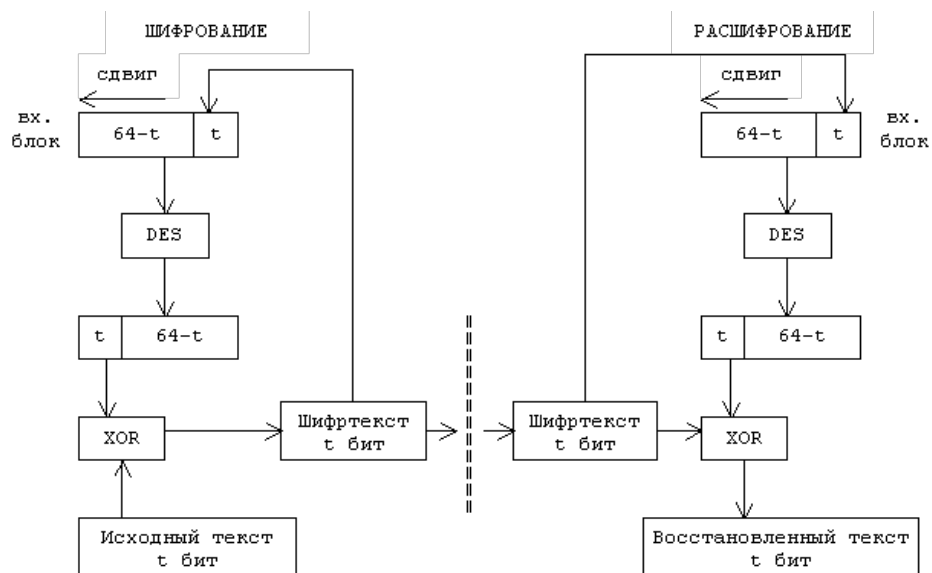 ШИФРОВАНИЕ
РАСШИФРОВАНИЕ
сдвиг
сдвиг
вх.
блок
64-t
t
64-t
t
вх.
блок
DES
DES
t
64-t
t
64-t
XOR
Шифртекст
t бит
Шифртекст
t бит
XOR
Исходный текст
t бит
Восстановленный текст
t бит